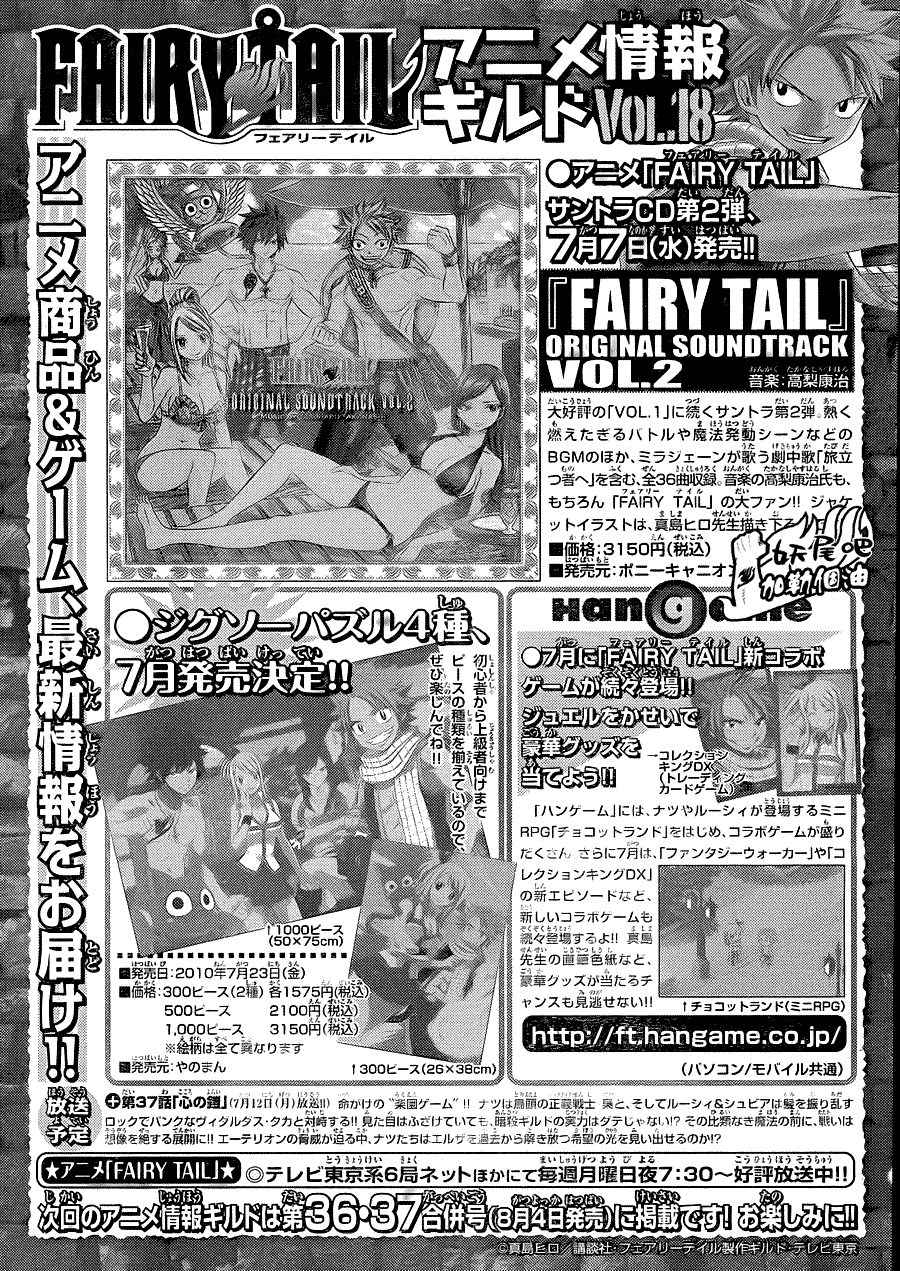 FAIRY TAIL
フェアリーテイル
アニメ情報
ギルド VOL.18
アニメ商品&ゲーム、最新情報をお届け!!
●アニメ「FAIRY TAIL」
サントラCD第2弾、
7月7日(水)発売!!
『FAIRY TAIL』
ORIGINAL SOUNDTRACK
VOL.2
音楽:高梨康治
ORIGINAL SOUNDTRACK VOL.2
大好評の「VOL.1」に続くサントラ第2弾。熱く
燃えたぎるバトルや魔法発動シーンなどの
BGMのほか、ミラジェーンが歌う劇中歌「旅立
つ者へ」を含む、全36曲収録。音楽の高梨康治氏も、
もちろん「FAIRY TAIL」の大ファン!! ジャケ
ットイラストは、真島ヒロ先生描き下ろ
■価格:3150円(税込)
■発売元:ポニーキャニオン
妖尾吧
加勒個油
●ジグソーパズル4種、
7月発売決定!!
初心者から上級者向けまで
ピースの種類を揃えているので、
ぜひ楽しんでね!!
↑1000ピース
(50×75cm)
■発売日:2010年7月23日(金)
■価格:300ピース(2種) 各1575円(税込)
500ピース 2100円(税込)
1,000ピース 3150円(税込)
※絵柄は全て異なります
■発売元:やのまん
↑300ピース(26×38cm)
Hangame
●7月に「FAIRY TAIL」新コラボ
ゲームが続々登場!!
ジュエルをかせいで
豪華グッズを
当てよう!!
→コレクション
キングDX
(トレーディング
カードゲーム)
「ハンゲーム」には、ナツやルーシィが登場するミニ
RPG「チョコットランド」をはじめ、コラボゲームが盛り
だくさん。さらに7月は、「ファンタジーウォーカー」や「コ
レクションキングDX」
の新エピソードなど、
新しいコラボゲームも
続々登場するよ!! 真島
先生の直筆色紙など、
豪華グッズが当たるチ
ャンスも見逃せない!!
↑チョコットランド(ミニRPG)
http://ft.hangame.co.jp/
(パソコン/モバイル共通)
放送
予定
✚第37話「心の鎧」(7月12日(月)放送!!) 命がけの“楽園ゲーム”!! ナツは鳥頭の正義戦士 梟と、そしてルーシィ&ジュビアは髪を振り乱す
ロックでパンクなヴィダルダス・タカと対峙する!! 見た目はふざけていても、暗殺ギルドの実力はダテじゃない!? その比類なき魔法の前に、戦いは
想像を絶する展開に!! エーテリオンの脅威が迫る中、ナツたちはエルザを過去から解き放つ希望の光を見い出せるのか!?
★アニメ「FAIRY TAIL」★ ◎テレビ東京系6局ネットほかにて毎週月曜日夜7:30〜好評放送中!!
次回のアニメ情報ギルドは第36・37合併号(8月4日発売)に掲載です! お楽しみに!!
©真島ヒロ/講談社・フェアリーテイル製作ギルド・テレビ東京